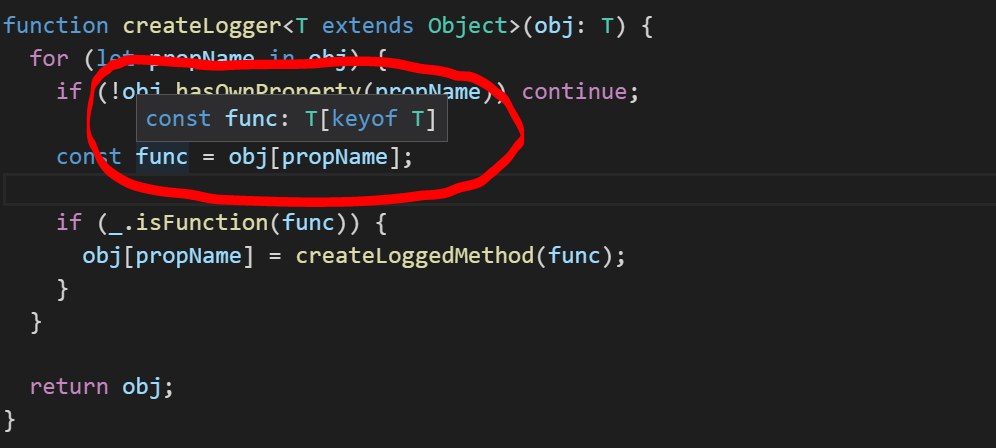 function createLogger<T extends Object>(obj: T) {
for (let propName in obj) {
if (!obj.hasOwnProperty(propName)) continue;
const func: T[keyof T]
const func = obj[propName];
if (_.isFunction(func)) {
obj[propName] = createLoggedMethod(func);
}
}
return obj;
}